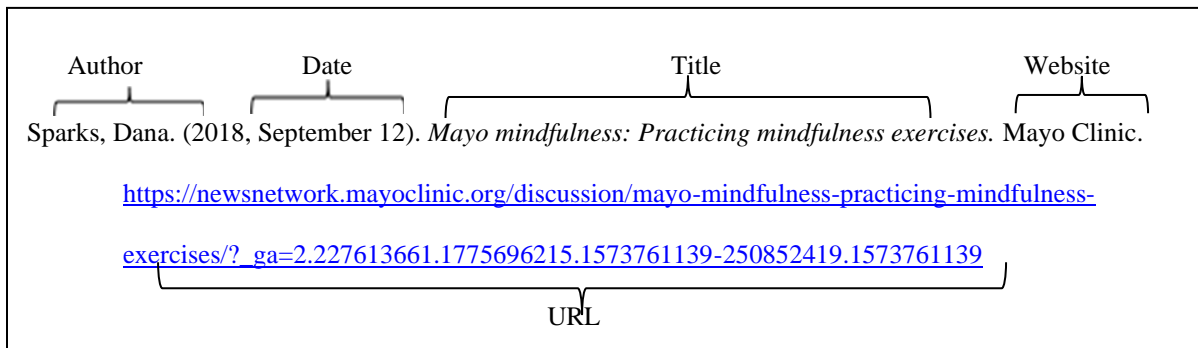 Author Date Title Website
Sparks, Dana. (2018, September 12). Mayo mindfulness: Practicing mindfulness exercises. Mayo Clinic.
https://newsnetwork.mayoclinic.org/discussion/mayo-mindfulness-practicing-mindfulness-
exercises/?_ga=2.227613661.1775696215.1573761139-250852419.1573761139
URL